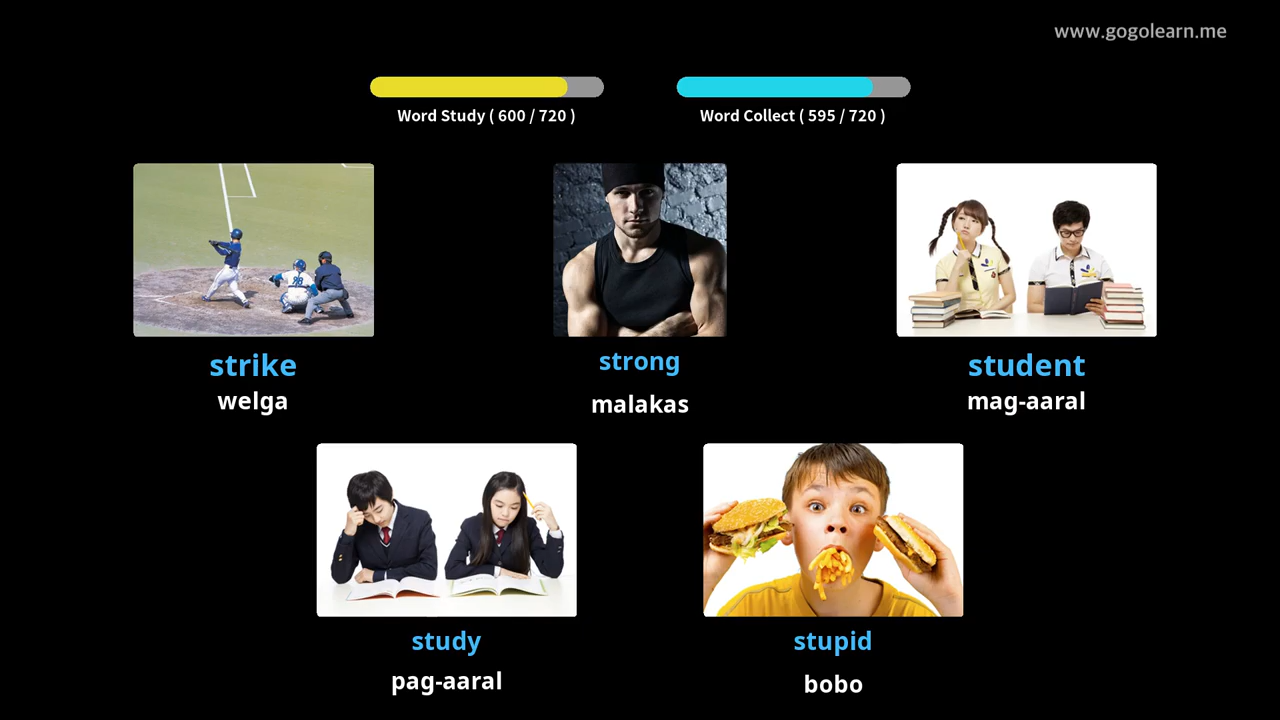 www.gogolearn.me
Word Study ( 600 / 720 )
Word Collect ( 595 / 720 )
strike
welga
strong
malakas
student
mag-aaral
study
pag-aaral
stupid
bobo